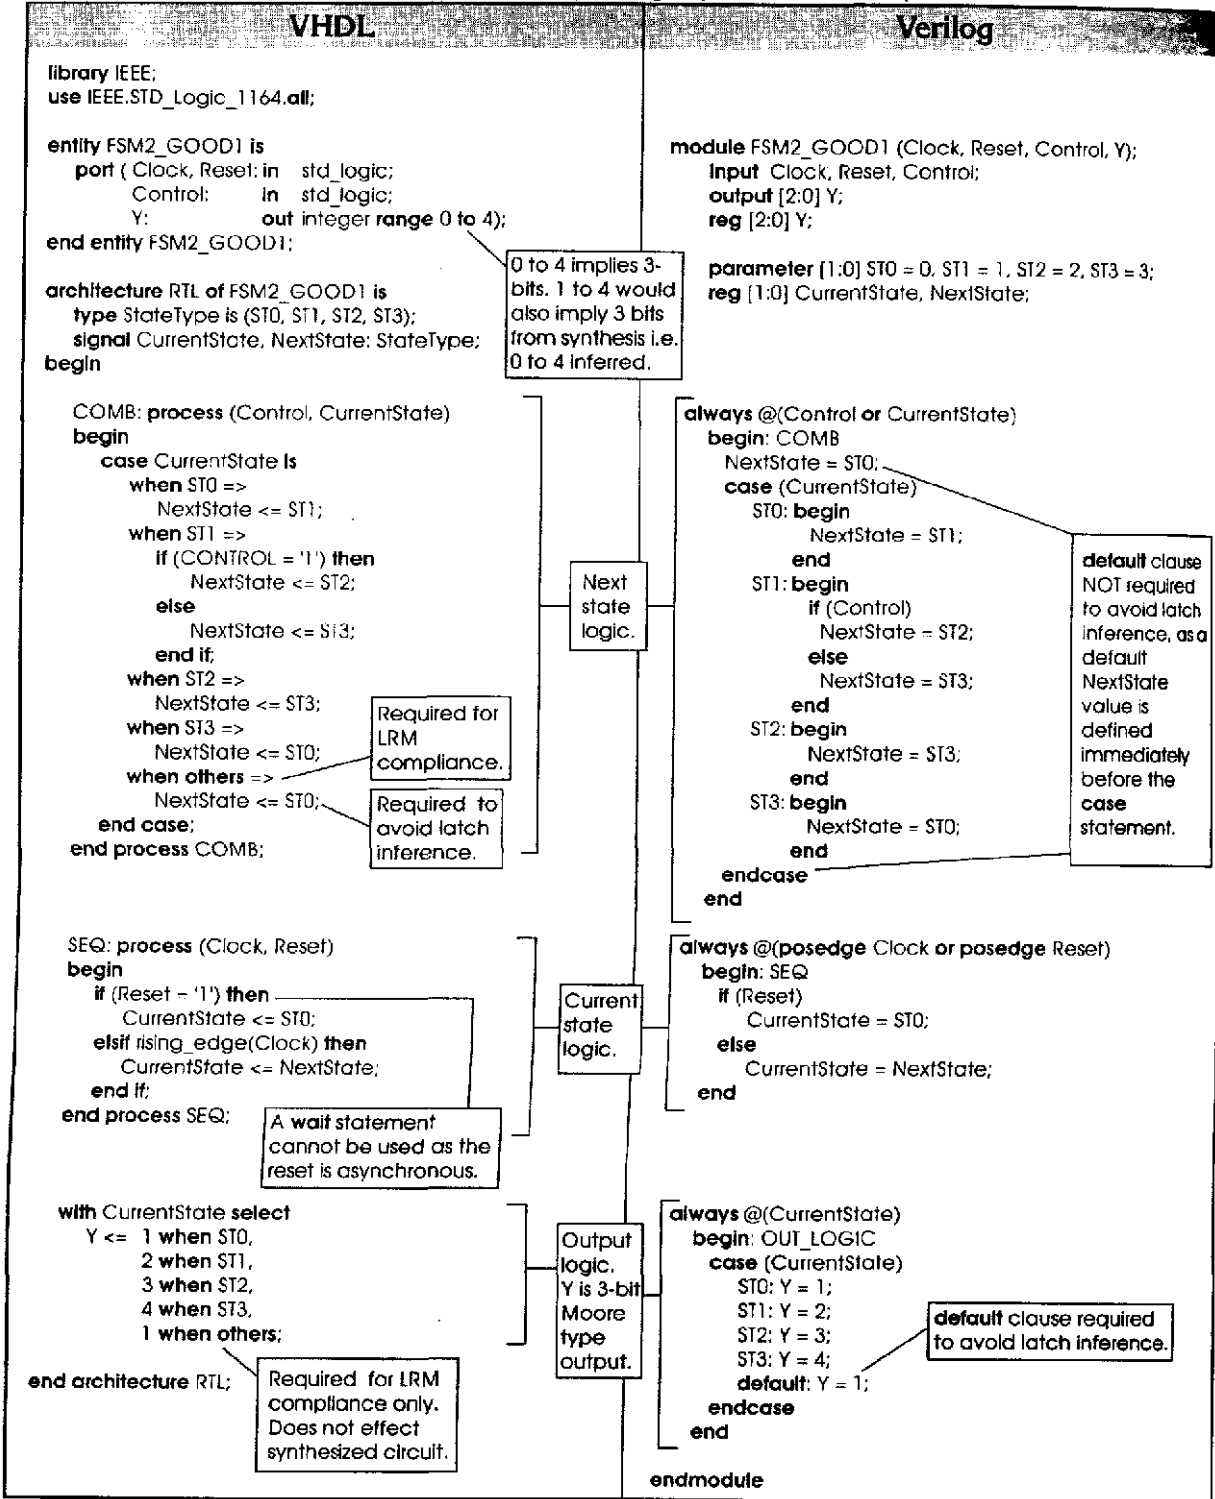 VHDL
library IEEE;
use IEEE.STD_Logic_1164.all;
entity FSM2_GOOD1 is
port ( Clock, Reset: in std_logic;
Control: in std_logic;
Y: out integer range 0 to 4);
end entity FSM2_GOOD1;
0 to 4 implies 3-
bits. 1 to 4 would
also imply 3 bits
from synthesis i.e.
0 to 4 inferred.
architecture RTL of FSM2_GOOD1 is
type StateType is (ST0, ST1, ST2, ST3);
signal CurrentState, NextState: StateType;
begin
COMB: process (Control, CurrentState)
begin
case CurrentState is
when ST0 =>
NextState <= ST1;
when ST1 =>
if (CONTROL = '1') then
NextState <= ST2;
else
NextState <= ST3;
end if;
when ST2 =>
NextState <= ST3;
when ST3 =>
NextState <= ST0;
when others =>
NextState <= ST0;
end case;
end process COMB;
Required for
LRM
compliance.
Required to
avoid latch
inference.
Next
state
logic.
SEQ: process (Clock, Reset)
begin
if (Reset = '1') then
CurrentState <= ST0;
elsif rising_edge(Clock) then
CurrentState <= NextState;
end if;
end process SEQ;
A wait statement
cannot be used as the
reset is asynchronous.
Current
state
logic.
with CurrentState select
Y <= 1 when ST0,
2 when ST1,
3 when ST2,
4 when ST3,
1 when others;
end architecture RTL;
Required for LRM
compliance only.
Does not effect
synthesized circuit.
Output
logic.
Y is 3-bit
Moore
type
output.
Verilog
module FSM2_GOOD1 (Clock, Reset, Control, Y);
input Clock, Reset, Control;
output [2:0] Y;
reg [2:0] Y;
parameter [1:0] ST0 = 0, ST1 = 1, ST2 = 2, ST3 = 3;
reg [1:0] CurrentState, NextState;
always @(Control or CurrentState)
begin: COMB
NextState = ST0;
case (CurrentState)
ST0: begin
NextState = ST1;
end
ST1: begin
if (Control)
NextState = ST2;
else
NextState = ST3;
end
ST2: begin
NextState = ST3;
end
ST3: begin
NextState = ST0;
end
endcase
end
default clause
NOT required
to avoid latch
inference, as a
default
NextState
value is
defined
immediately
before the
case
statement.
always @(posedge Clock or posedge Reset)
begin: SEQ
if (Reset)
CurrentState = ST0;
else
CurrentState = NextState;
end
always @(CurrentState)
begin: OUT_LOGIC
case (CurrentState)
ST0: Y = 1;
ST1: Y = 2;
ST2: Y = 3;
ST3: Y = 4;
default: Y = 1;
endcase
end
default clause required
to avoid latch inference.
endmodule